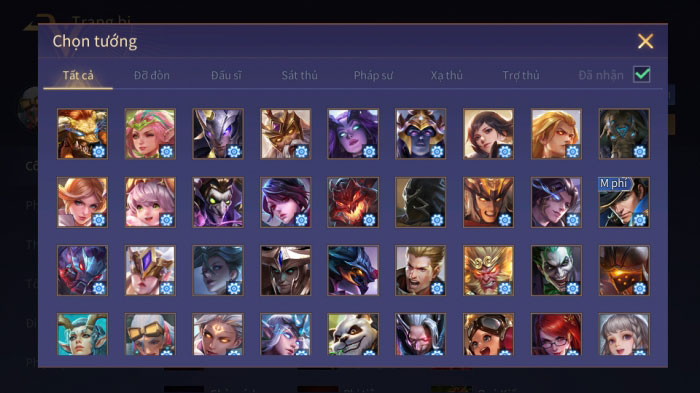 Trang bị
Chọn tướng
Tất cả
Đỡ đòn
Đấu sĩ
Sát thủ
Pháp sư
Xạ thủ
Trợ thủ
Đã nhận
M phí